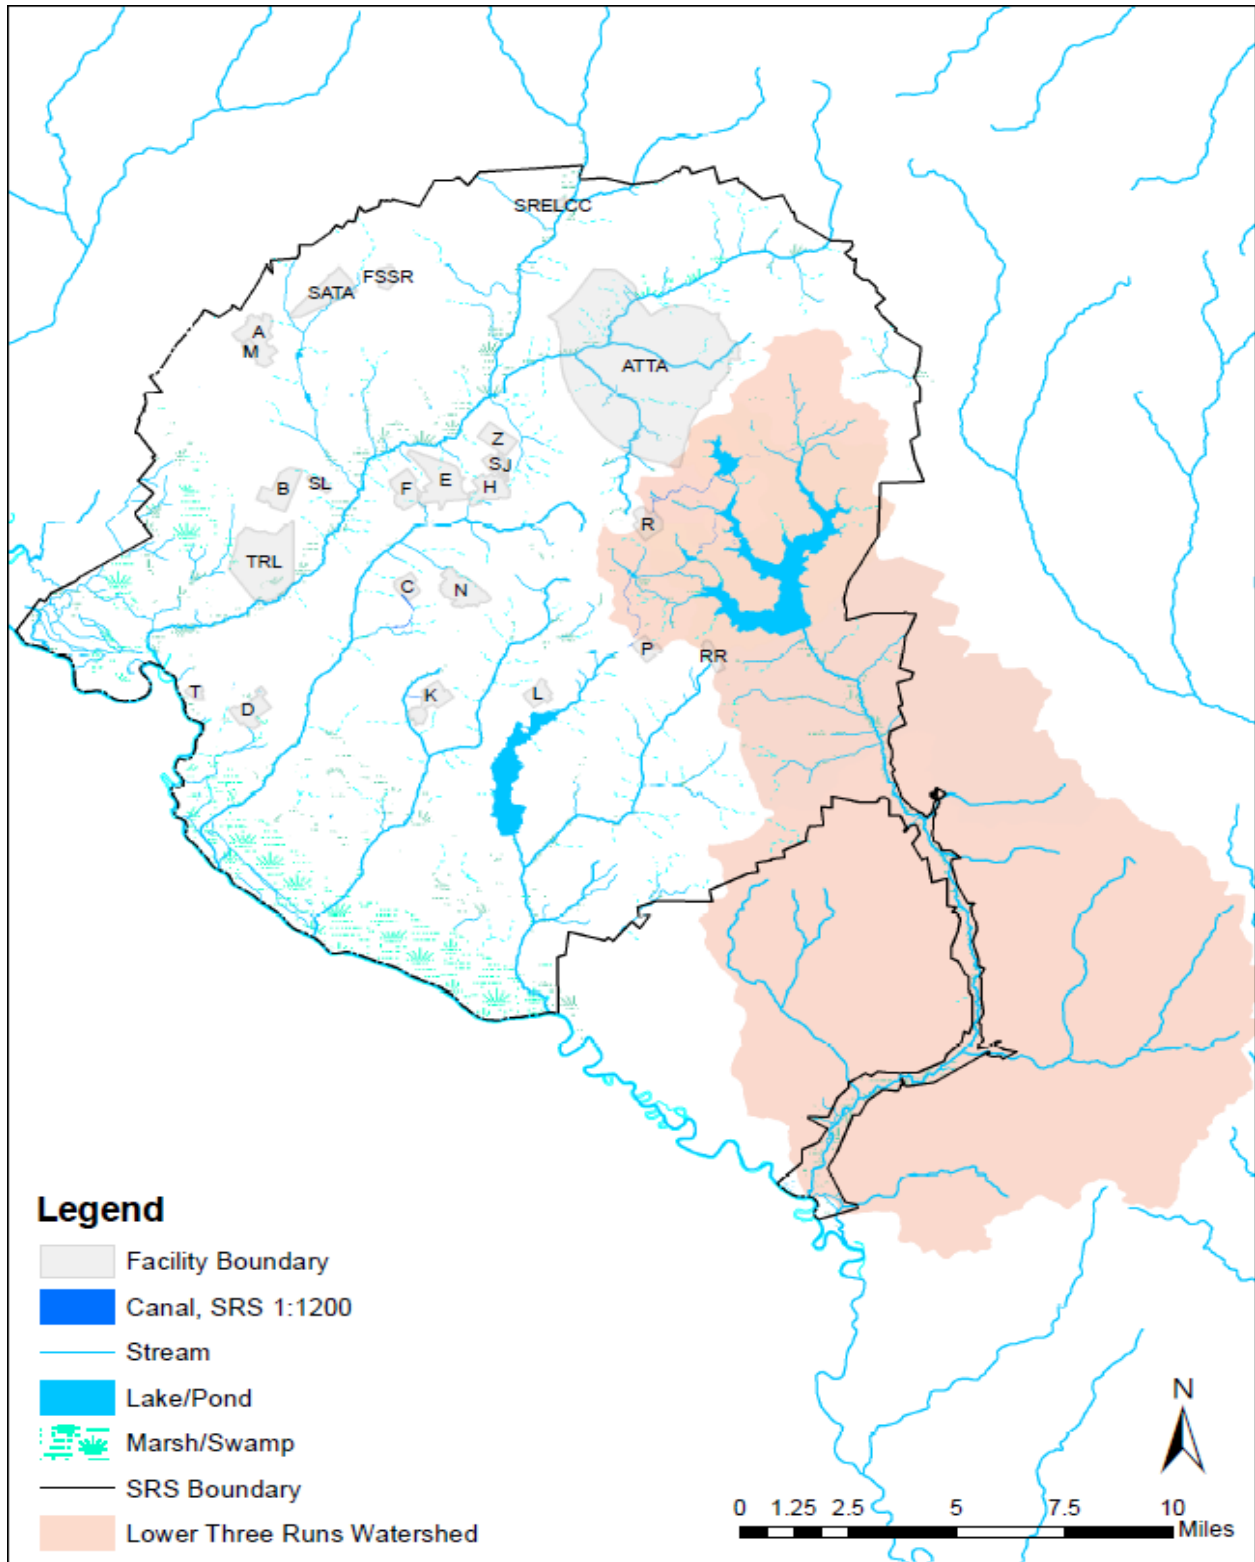 SRELCC
FSSR
SATA
A
M
ATTA
Z
SJ
B
SL
F
E
H
R
TRL
C
N
P
RR
T
D
K
L
Legend
Facility Boundary
Canal, SRS 1:1200
Stream
Lake/Pond
Marsh/Swamp
SRS Boundary
Lower Three Runs Watershed
N
0 1.25 2.5 5 7.5 10
Miles